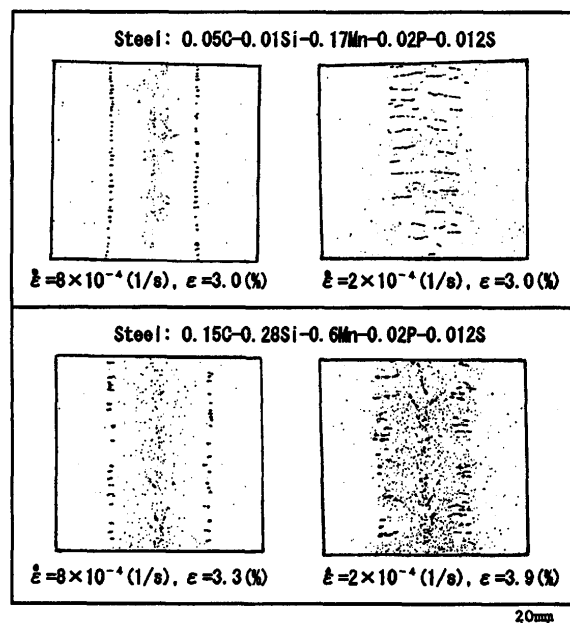 Steel: 0.05C-0.01Si-0.17Mn-0.02P-0.012S
ε̇=8×10⁻⁴(1/s), ε=3.0(%)
ε̇=2×10⁻⁴(1/s), ε=3.0(%)
Steel: 0.15C-0.28Si-0.6Mn-0.02P-0.012S
ε̇=8×10⁻⁴(1/s), ε=3.3(%)
ε̇=2×10⁻⁴(1/s), ε=3.9(%)
20mm